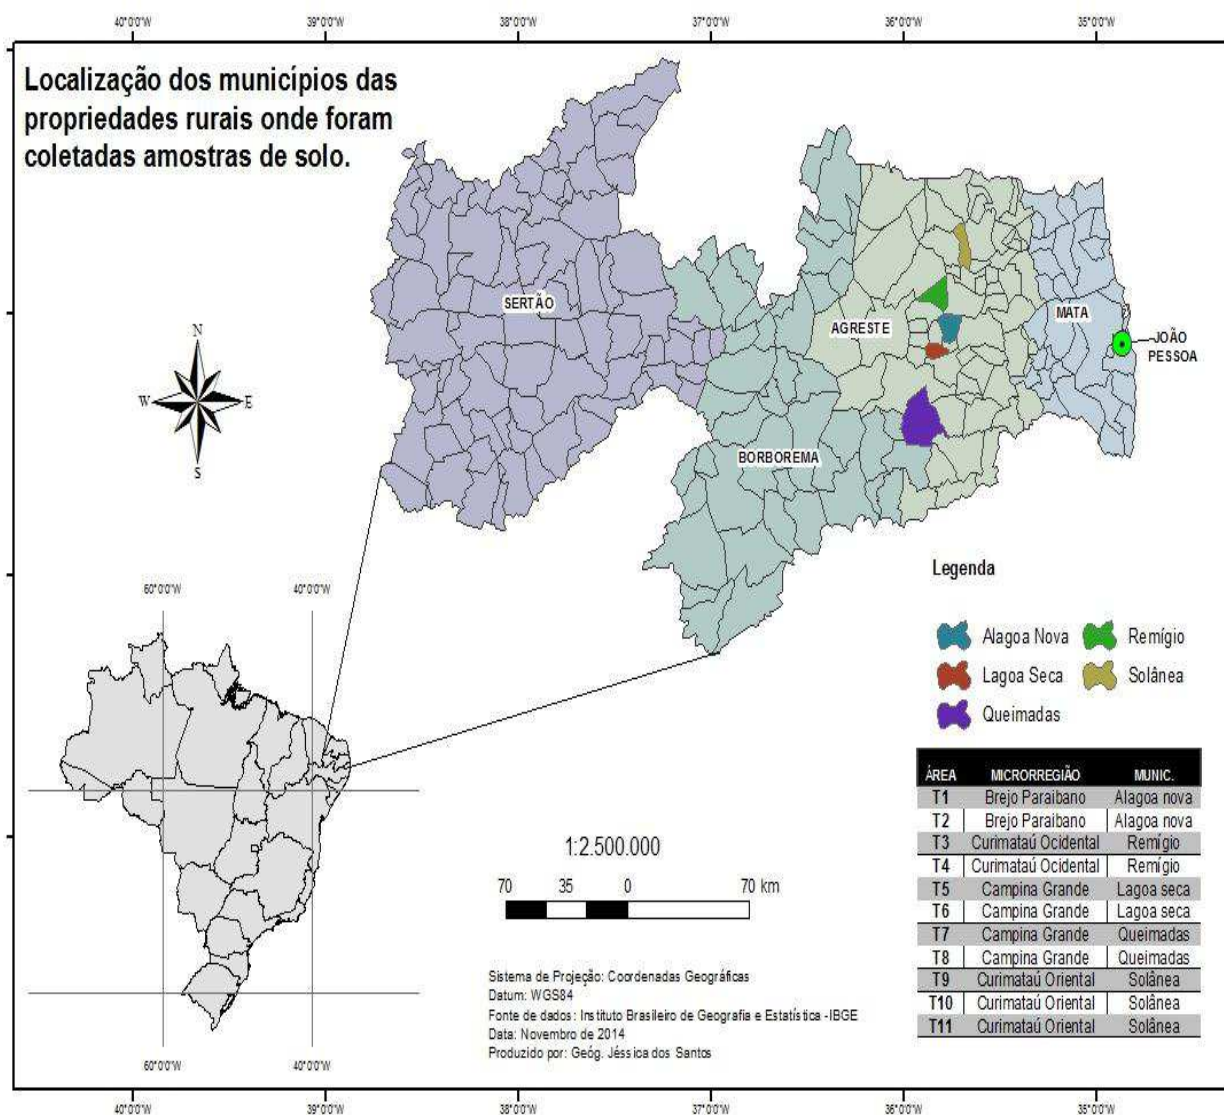 40°0'0"W 39°0'0"W 38°0'0"W 37°0'0"W 36°0'0"W 35°0'0"W
Localização dos municípios das
propriedades rurais onde foram
coletadas amostras de solo.
SERTÃO
AGRESTE
MATA
JOÃO
PESSOA
BORBOREMA
N
W E
S
60°0'0"W 40°0'0"W
Legenda
Alagoa Nova Remígio
Lagoa Seca Solânea
Queimadas
ÁREA MICRORREGIÃO MUNIC.
T1 Brejo Paraibano Alagoa nova
T2 Brejo Paraibano Alagoa nova
T3 Curimataú Ocidental Remígio
T4 Curimataú Ocidental Remígio
T5 Campina Grande Lagoa seca
T6 Campina Grande Lagoa seca
T7 Campina Grande Queimadas
T8 Campina Grande Queimadas
T9 Curimataú Oriental Solânea
T10 Curimataú Oriental Solânea
T11 Curimataú Oriental Solânea
1:2.500.000
70 35 0 70 km
Sistema de Projeção: Coordenadas Geográficas
Datum: WGS84
Fonte de dados: Instituto Brasileiro de Geografia e Estatística -IBGE
Data: Novembro de 2014
Produzido por: Geóg. Jéssica dos Santos
60°0'0"W 40°0'0"W
40°0'0"W 39°0'0"W 38°0'0"W 37°0'0"W 36°0'0"W 35°0'0"W